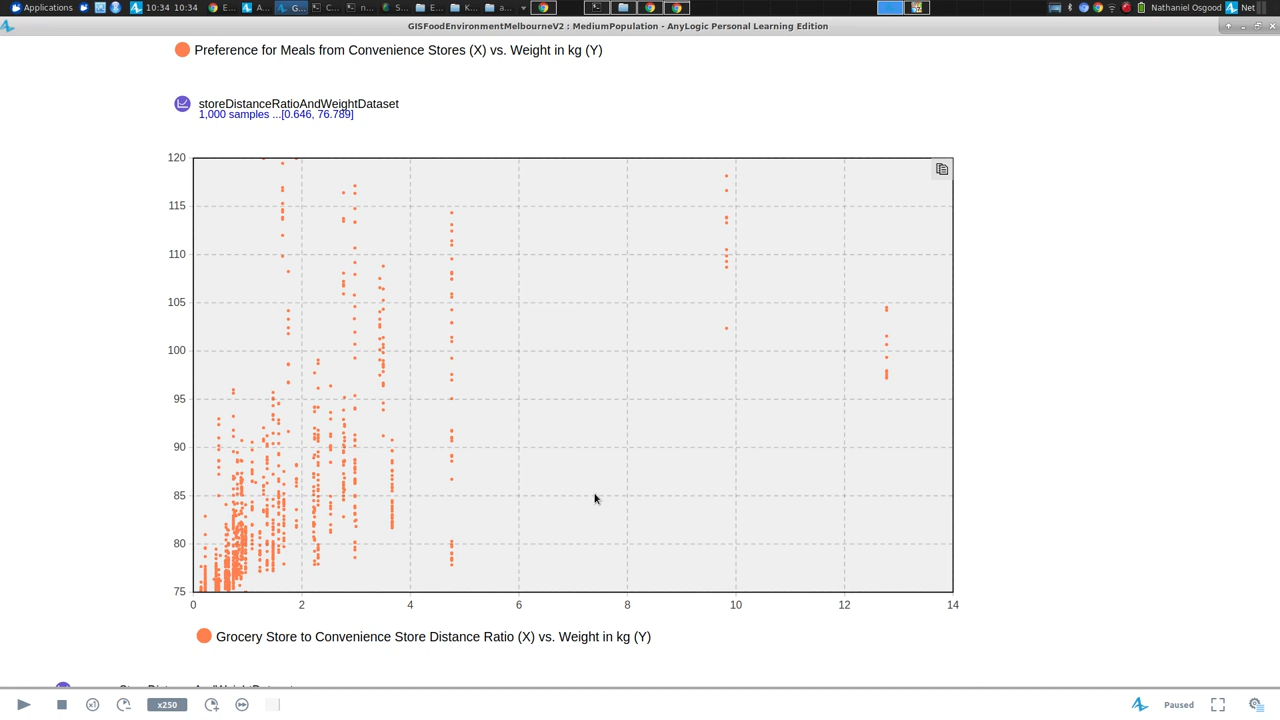 Applications 10:34 10:34 E... A... G... C... n... S... E... K... a... Nathaniel Osgood Net
GISFoodEnvironmentMelbourneV2 : MediumPopulation - AnyLogic Personal Learning Edition
Preference for Meals from Convenience Stores (X) vs. Weight in kg (Y)
storeDistanceRatioAndWeightDataset
1,000 samples ...[0.646, 76.789]
120
115
110
105
100
95
90
85
80
75
0 2 4 6 8 10 12 14
Grocery Store to Convenience Store Distance Ratio (X) vs. Weight in kg (Y)
x1 x250 Paused